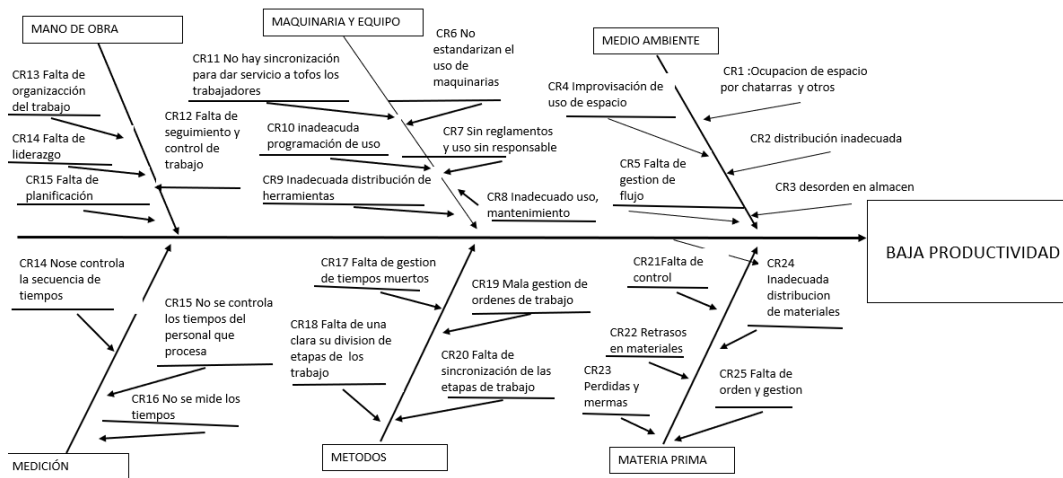 MANO DE OBRA
MAQUINARIA Y EQUIPO
MEDIO AMBIENTE
CR13 Falta de
organizacción
del trabajo
CR14 Falta de
liderazgo
CR15 Falta de
planificación
CR12 Falta de
seguimiento y
control de
trabajo
CR11 No hay sincronización
para dar servicio a tofos los
trabajadores
CR10 inadeacuda
programación de uso
CR9 Inadecuada distribución de
herramientas
CR6 No
estandarizan el
uso de
maquinarias
CR7 Sin reglamentos
y uso sin responsable
CR8 Inadecuado uso,
mantenimiento
CR4 Improvisación de
uso de espacio
CR5 Falta de
gestion de
flujo
CR1 :Ocupacion de espacio
por chatarras y otros
CR2 distribución inadecuada
CR3 desorden en almacen
BAJA PRODUCTIVIDAD
CR14 Nose controla
la secuencia de
tiempos
CR15 No se controla
los tiempos del
personal que
procesa
CR16 No se mide los
tiempos
CR17 Falta de gestion
de tiempos muertos
CR18 Falta de una
clara su division de
etapas de los
trabajo
CR19 Mala gestion de
ordenes de trabajo
CR20 Falta de
sincronización de las
etapas de trabajo
CR21Falta de
control
CR22 Retrasos
en materiales
CR23
Perdidas y
mermas
CR24
Inadecuada
distribucion
de materiales
CR25 Falta de
orden y gestion
MEDICIÓN
METODOS
MATERIA PRIMA